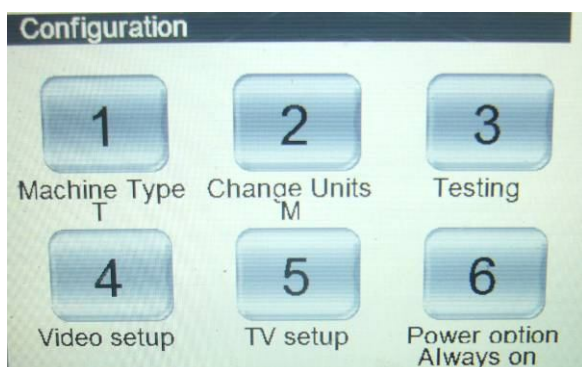 Configuration
1 2 3
Machine Type Change Units Testing
T M
4 5 6
Video setup TV setup Power option
Always on